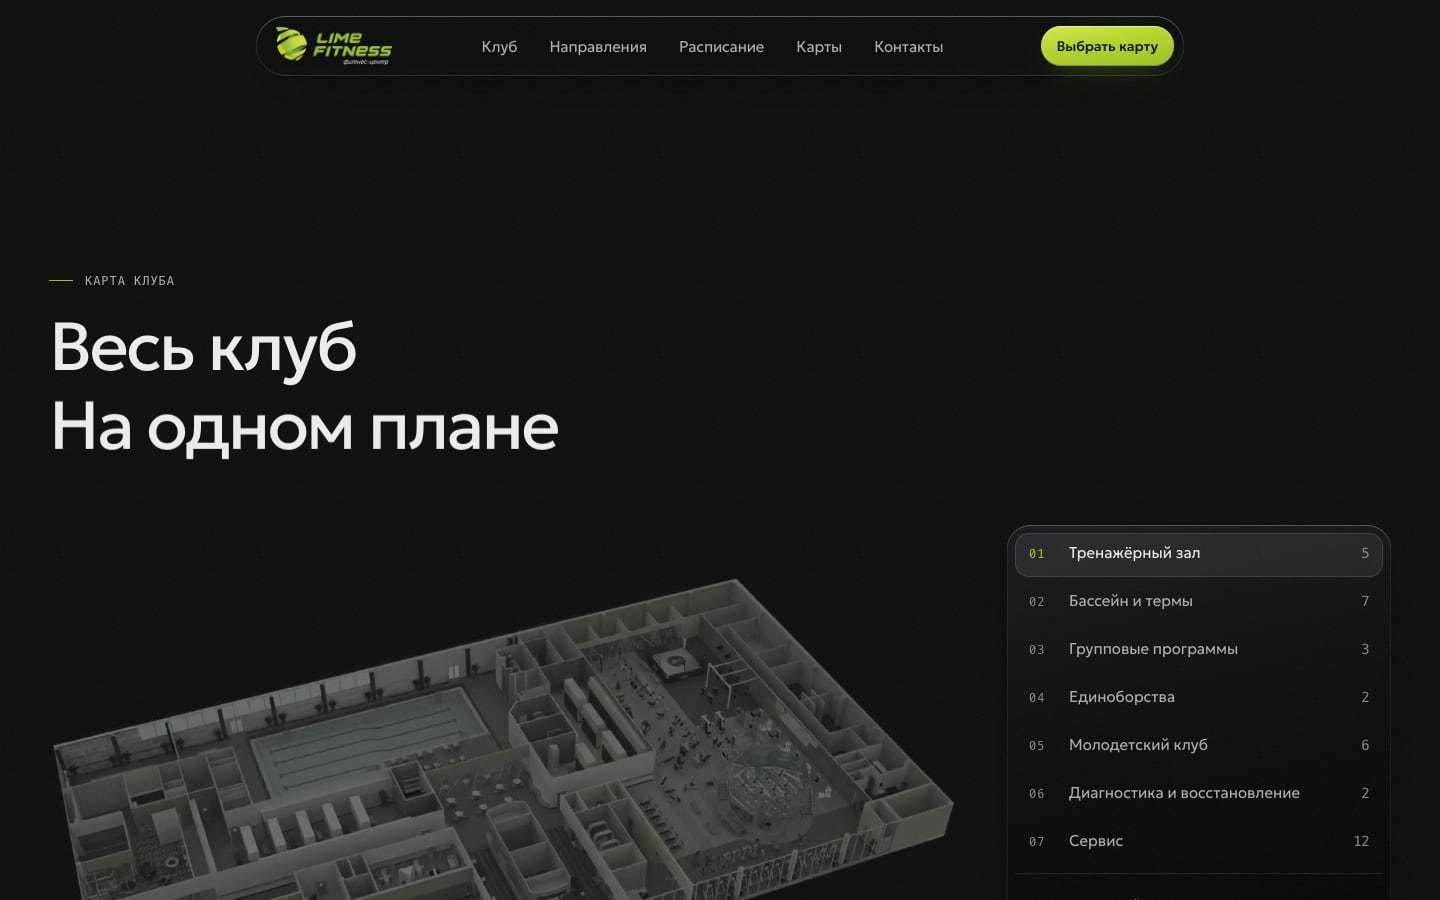 LIME
FITNESS
фитнес-центр
Клуб
Направления
Расписание
Карты
Контакты
Выбрать карту
КАРТА КЛУБА
Весь клуб
На одном плане
01 Тренажёрный зал 5
02 Бассейн и термы 7
03 Групповые программы 3
04 Единоборства 2
05 Молодетский клуб 6
06 Диагностика и восстановление 2
07 Сервис 12